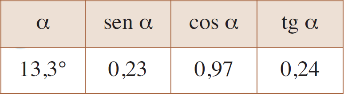 α sen α cos α tg α
13,3° 0,23 0,97 0,24